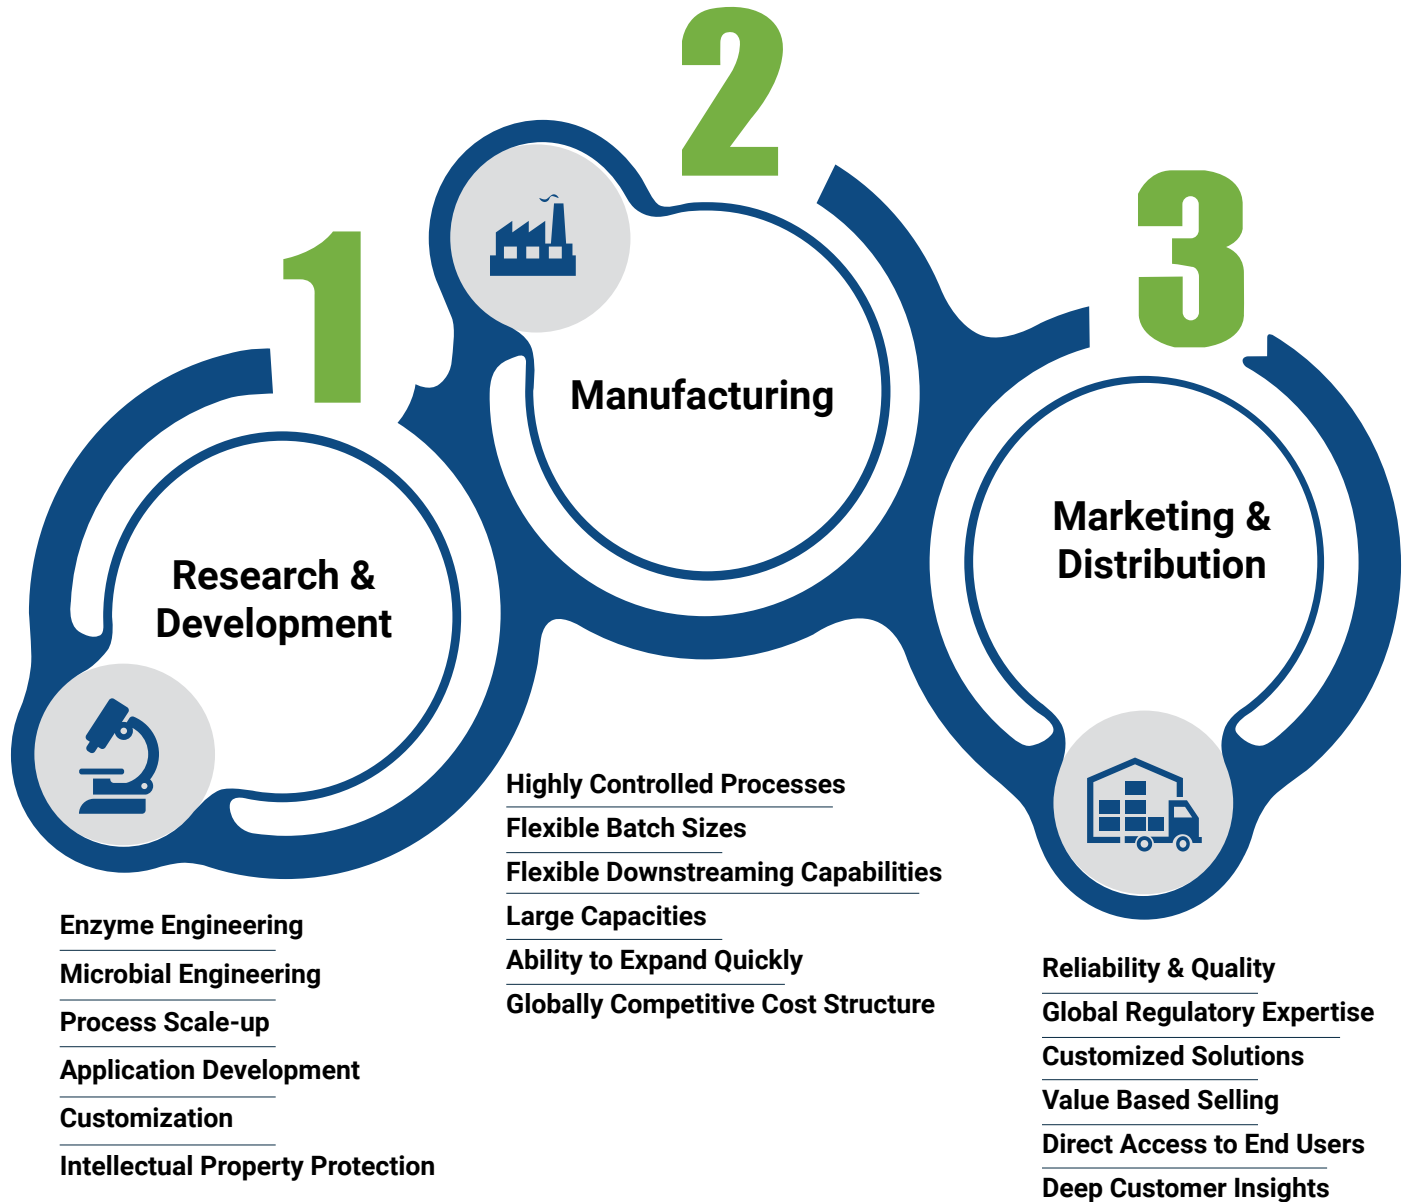 1
Research &
Development
Enzyme Engineering
Microbial Engineering
Process Scale-up
Application Development
Customization
Intellectual Property Protection
2
Manufacturing
Highly Controlled Processes
Flexible Batch Sizes
Flexible Downstreaming Capabilities
Large Capacities
Ability to Expand Quickly
Globally Competitive Cost Structure
3
Marketing &
Distribution
Reliability & Quality
Global Regulatory Expertise
Customized Solutions
Value Based Selling
Direct Access to End Users
Deep Customer Insights